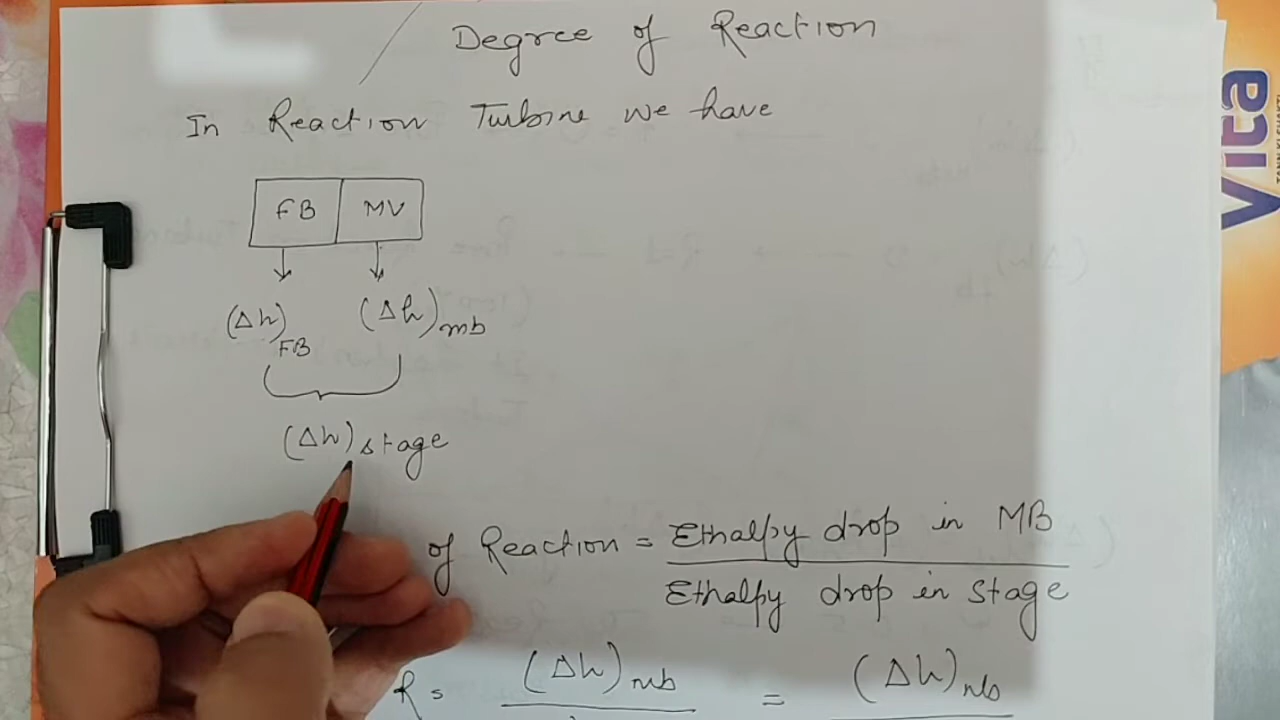 Degree of Reaction
In Reaction Turbine we have
FB MV
(Δh)FB (Δh)mb
(Δh)stage
of Reaction = Ethalpy drop in MB
Ethalpy drop in stage
R = (Δh)mb = (Δh)mb
Vita